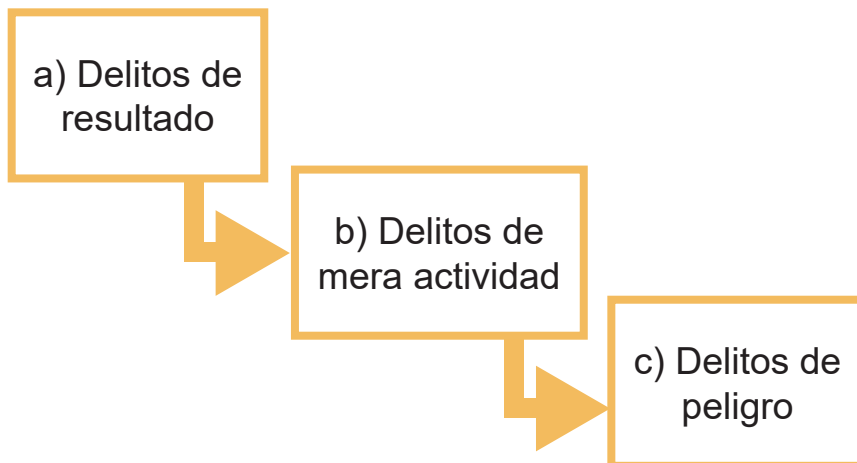 a) Delitos de
resultado
b) Delitos de
mera actividad
c) Delitos de
peligro